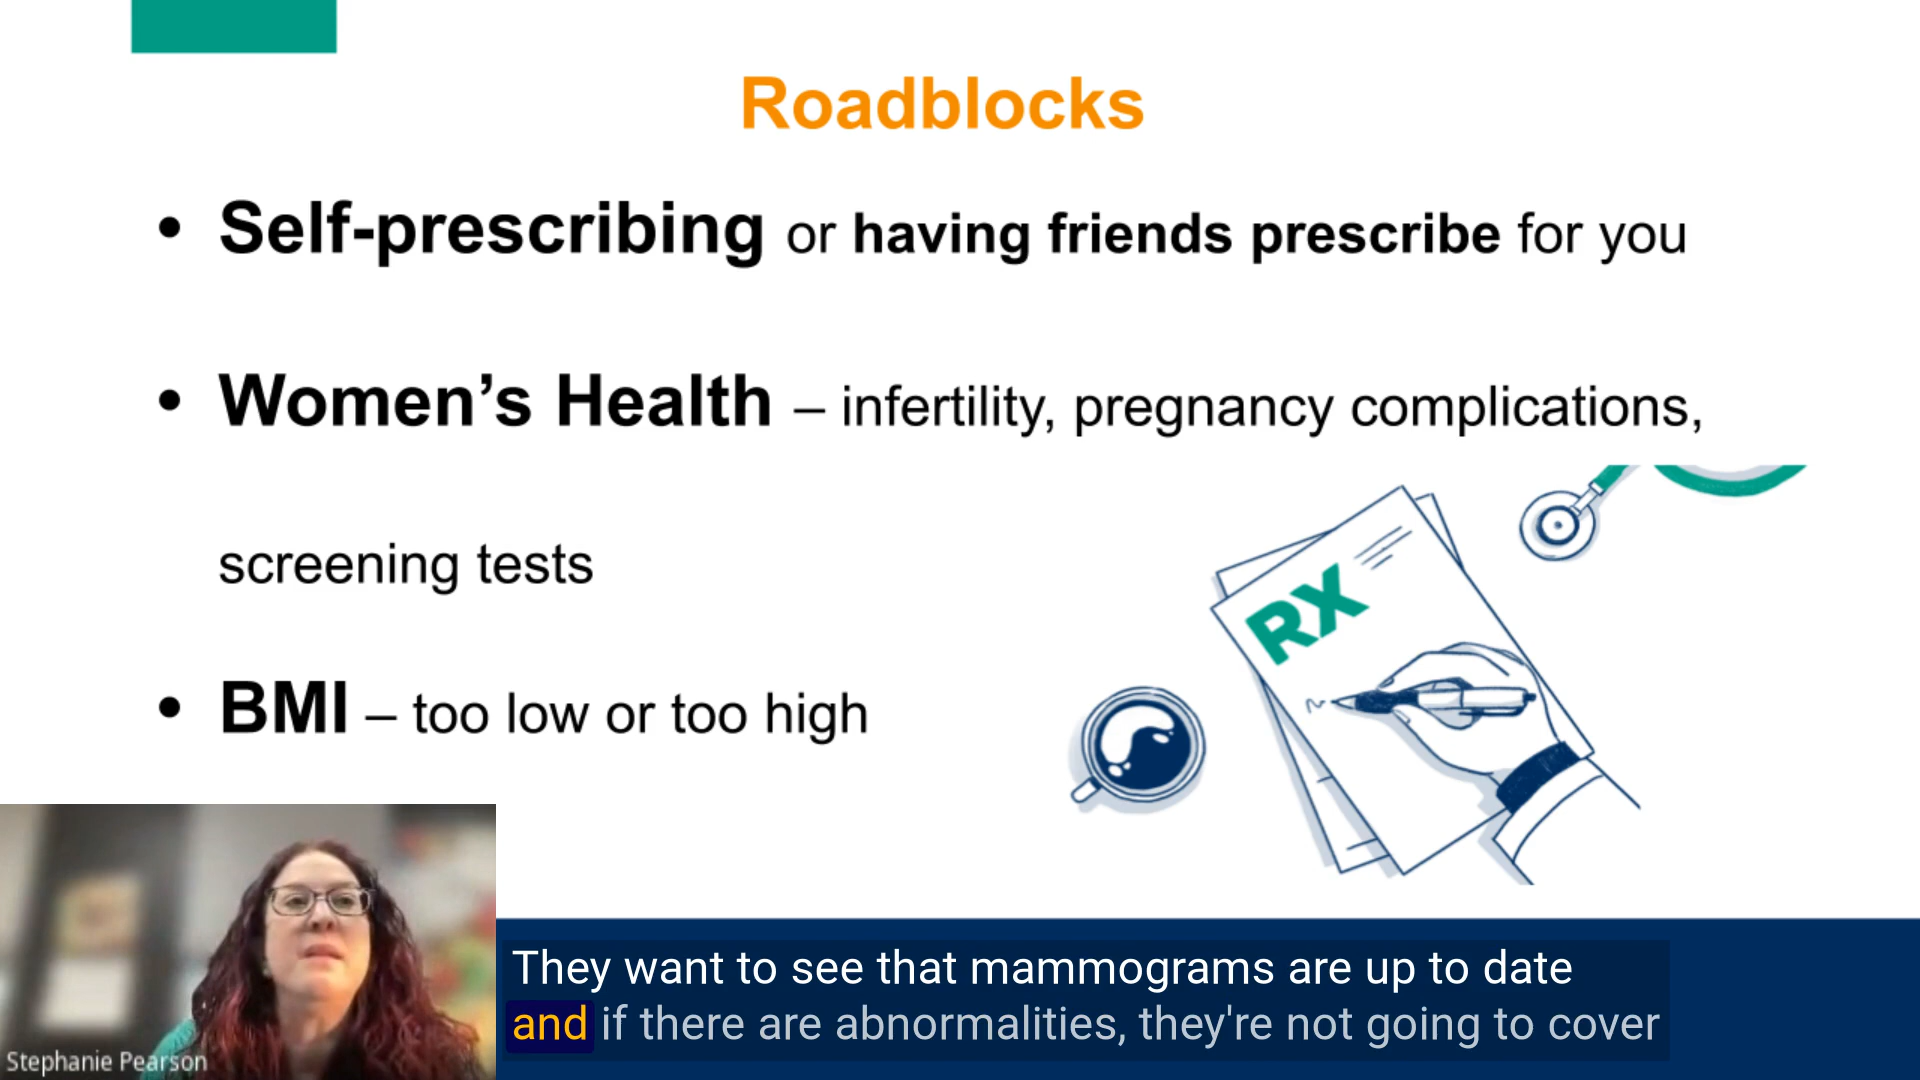 Roadblocks
• Self-prescribing or having friends prescribe for you
• Women’s Health – infertility, pregnancy complications,
screening tests
RX
• BMI – too low or too high
They want to see that mammograms are up to date
and if there are abnormalities, they're not going to cover
Stephanie Pearson